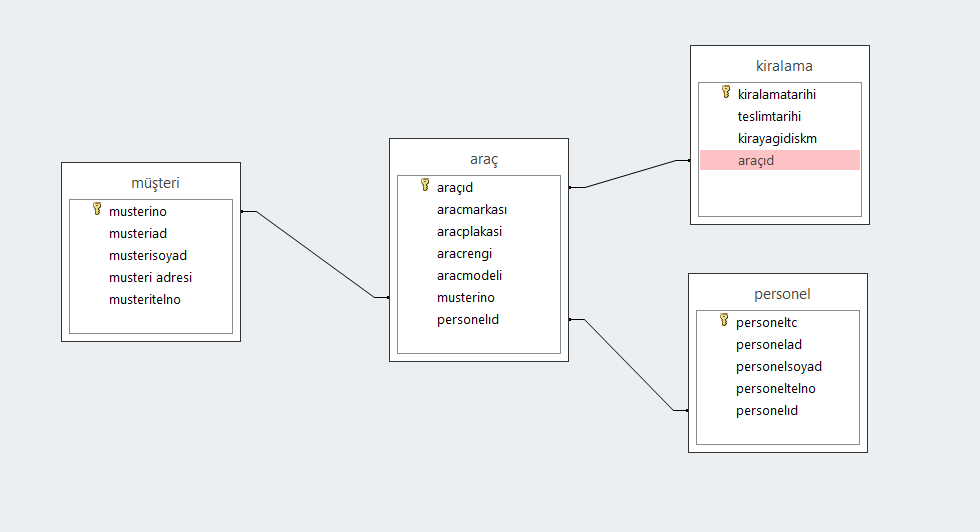 müşteri
musterino
musteriad
musterisoyad
musteri adresi
musteritelno
araç
araçıd
aracmarkası
aracplakasi
aracrengi
aracmodeli
musterino
personelıd
kiralama
kiralamatarihi
teslimtarihi
kirayagidiskm
araçıd
personel
personeltc
personelad
personelsoyad
personeltelno
personelıd